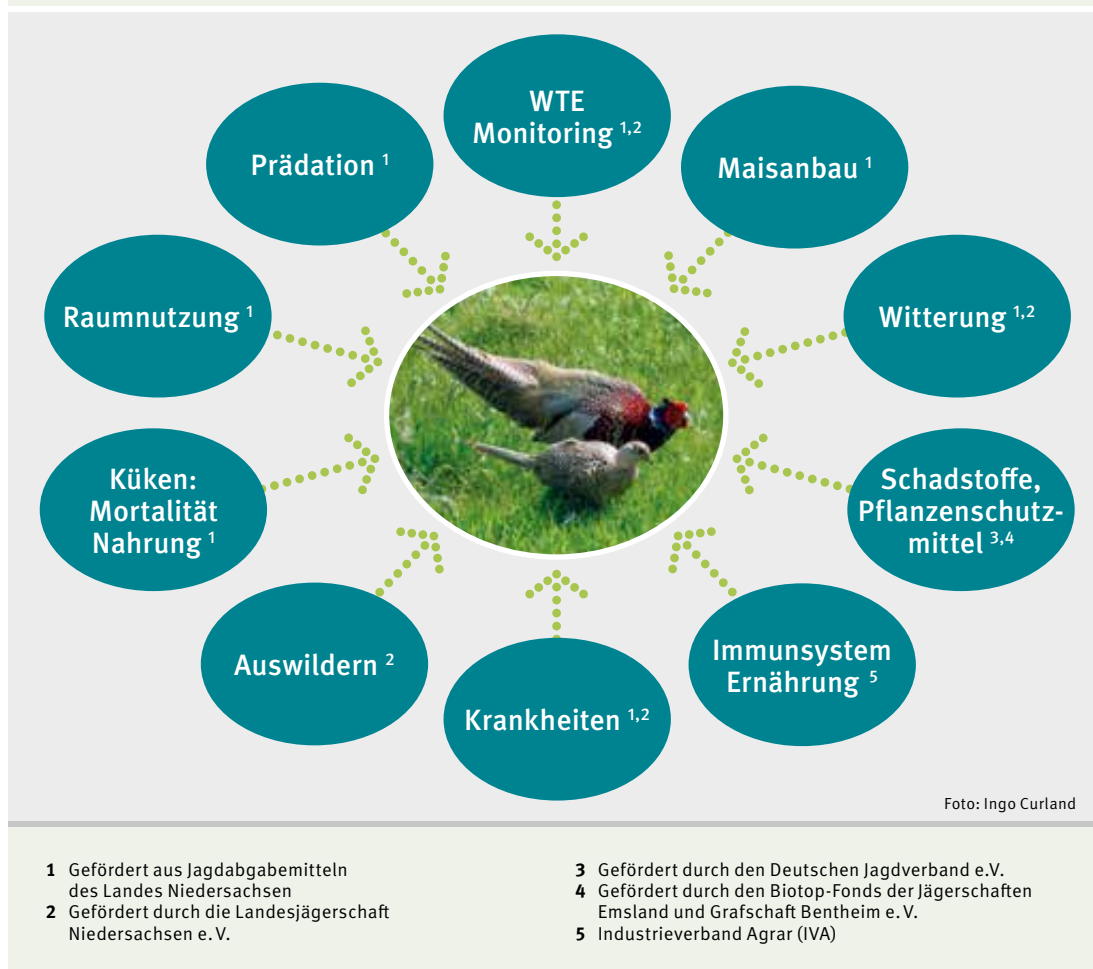 WTE
Monitoring 1,2
Prädation 1
Maisanbau 1
Raumnutzung 1
Witterung 1,2
Küken:
Mortalität
Nahrung 1
Schadstoffe,
Pflanzenschutz-
mittel 3,4
Auswildern 2
Immunsystem
Ernährung 5
Krankheiten 1,2
Foto: Ingo Curland
1 Gefördert aus Jagdabgabemitteln
des Landes Niedersachsen
2 Gefördert durch die Landesjägerschaft
Niedersachsen e. V.
3 Gefördert durch den Deutschen Jagdverband e.V.
4 Gefördert durch den Biotop-Fonds der Jägerschaften
Emsland und Grafschaft Bentheim e. V.
5 Industrieverband Agrar (IVA)